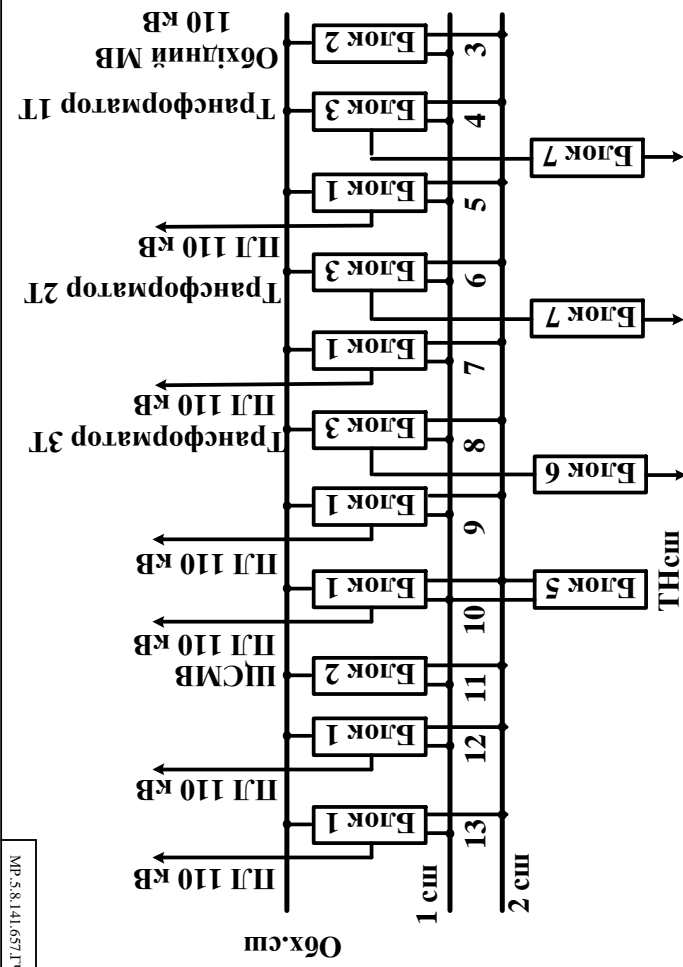 Обх.сш
ПЛ 110 кВ
1 сш
2 сш
Блок 1
13
ПЛ 110 кВ
Блок 1
12
ШСМВ
Блок 2
11
ПЛ 110 кВ
Блок 1
10
Блок 5
ТНсш
ПЛ 110 кВ
Блок 1
9
Блок 6
Трансформатор 3Т
Блок 3
8
ПЛ 110 кВ
Блок 1
7
Блок 7
Трансформатор 2Т
Блок 3
6
ПЛ 110 кВ
Блок 1
5
Блок 7
Трансформатор 1Т
Блок 3
4
Обхідний МВ
110 кВ
Блок 2
3
МР.5.8.141.657.ГЧ